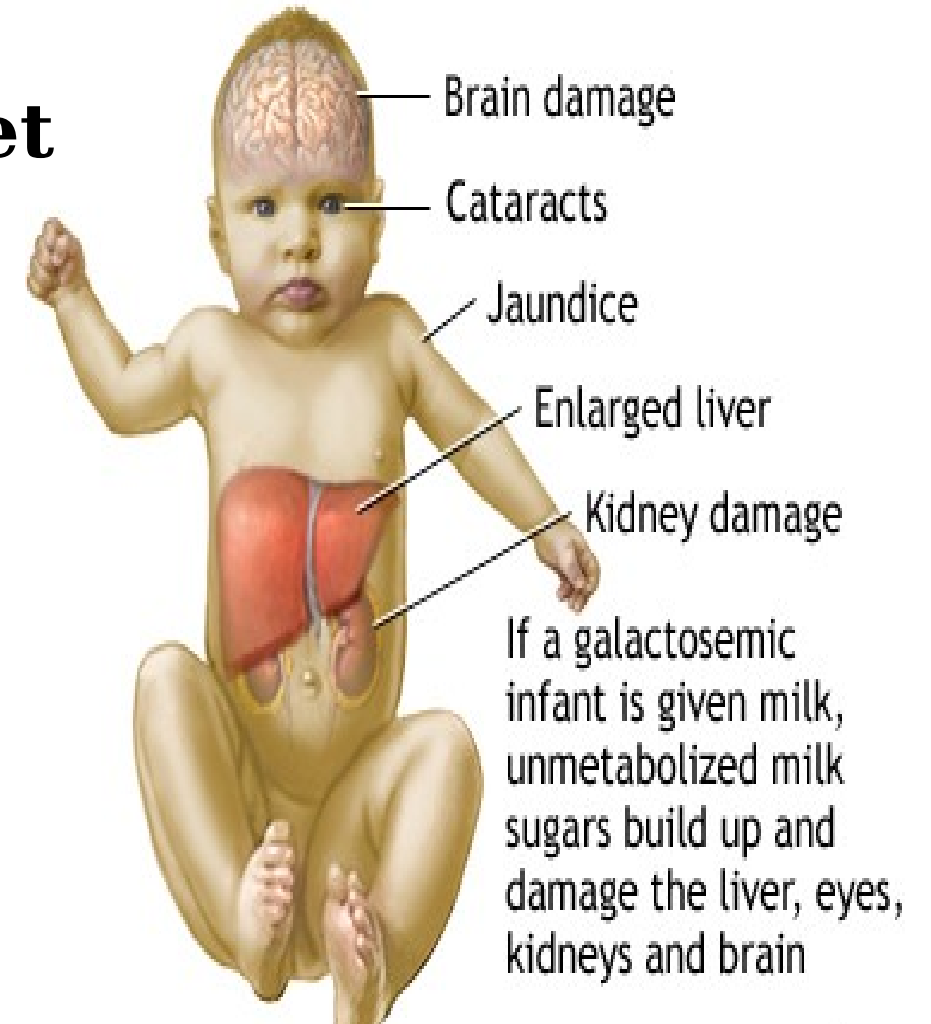 et
Brain damage
Cataracts
Jaundice
Enlarged liver
Kidney damage
If a galactosemic
infant is given milk,
unmetabolized milk
sugars build up and
damage the liver, eyes,
kidneys and brain